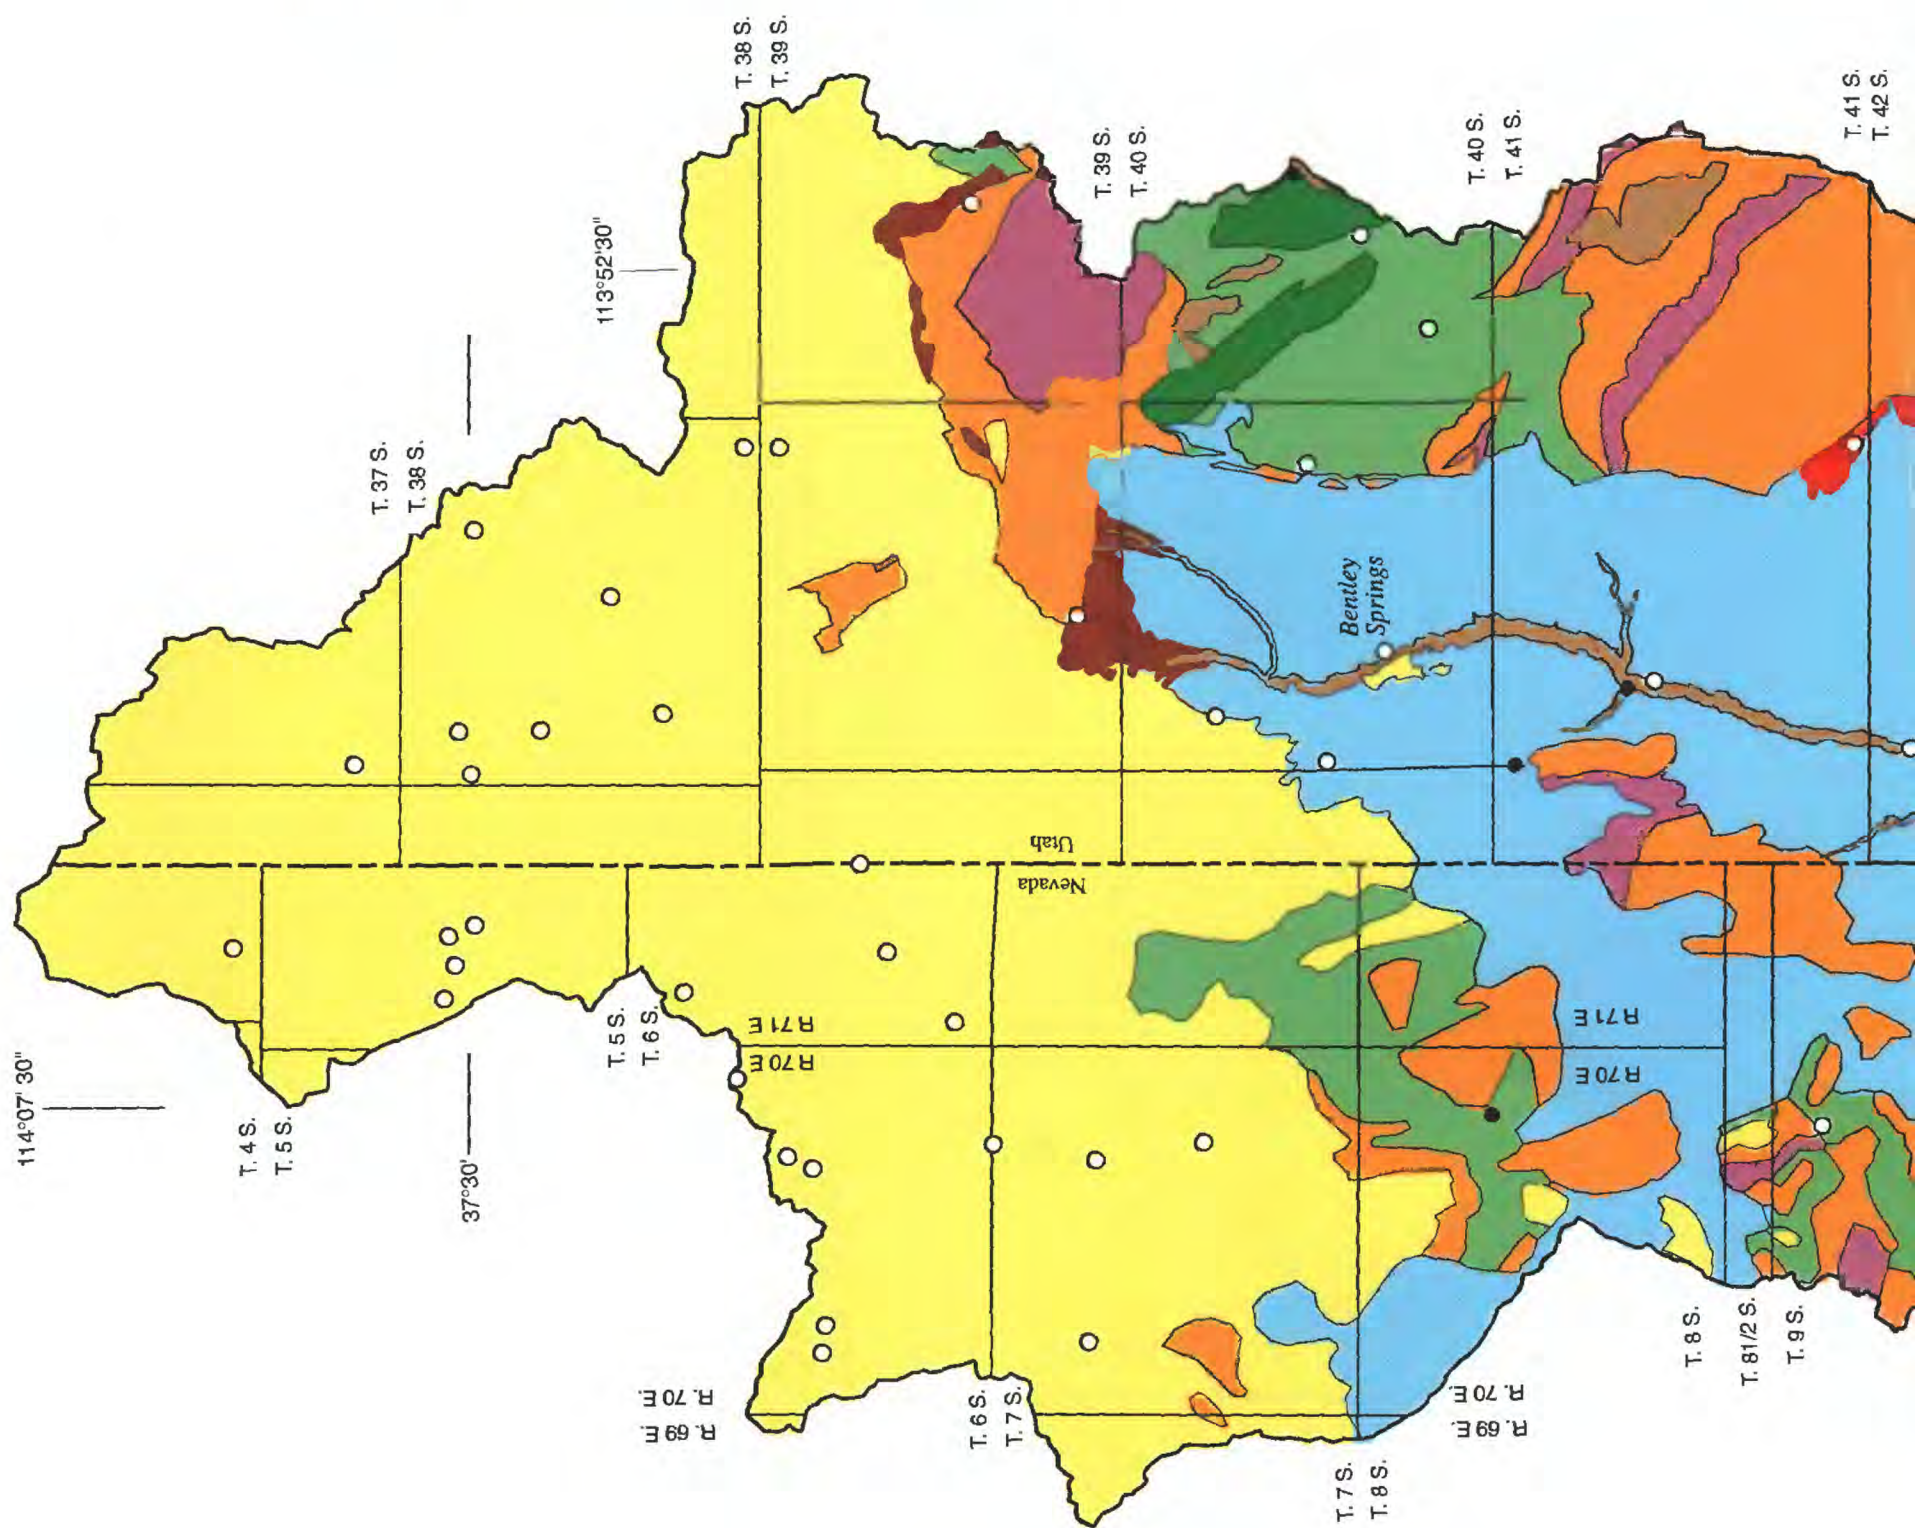 T. 38 S.
T. 39 S.
113°52'30"
T. 37 S.
T. 38 S.
T. 39 S.
T. 40 S.
T. 40 S.
T. 41 S.
T. 41 S.
T. 42 S.
Bentley
Springs
Utah
Nevada
114°07' 30"
T. 4 S.
T. 5 S.
37°30'
T. 5 S.
T. 6 S.
R 71 E
R 70 E
R 71 E
R 70 E
R. 70 E.
R. 69 E.
T. 6 S.
T. 7 S.
R. 70 E.
R. 69 E.
T. 7 S.
T. 8 S.
T. 8 S.
T. 81/2 S.
T. 9 S.